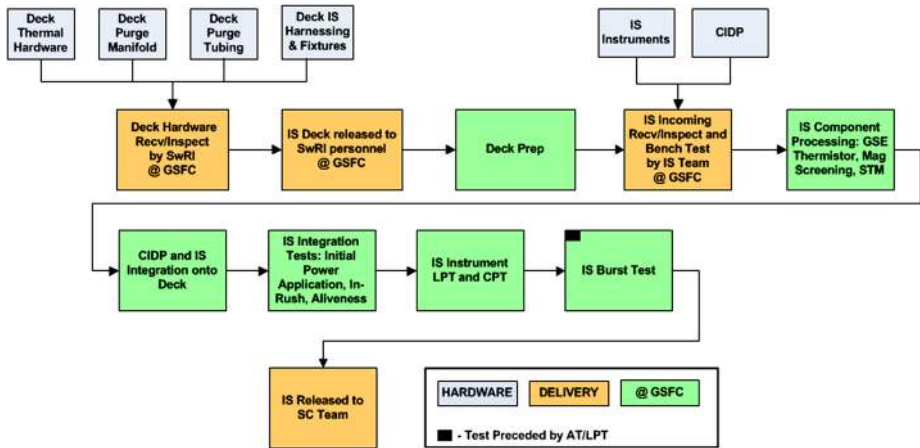 Deck
Thermal
Hardware
Deck
Purge
Manifold
Deck
Purge
Tubing
Deck IS
Harnessing
& Fixtures
IS
Instruments
CIDP
Deck Hardware
Recv/Inspect
by SwRI
@ GSFC
IS Deck released to
SwRI personnel
@ GSFC
Deck Prep
IS Incoming
Recv/Inspect and
Bench Test
by IS Team
@ GSFC
IS Component
Processing: GSE
Thermistor, Mag
Screening, STM
CIDP and IS
Integration onto
Deck
IS Integration
Tests: Initial
Power
Application, In-
Rush, Aliveness
IS Instrument
LPT and CPT
IS Burst Test
IS Released to
SC Team
HARDWARE
DELIVERY
@ GSFC
- Test Preceded by AT/LPT